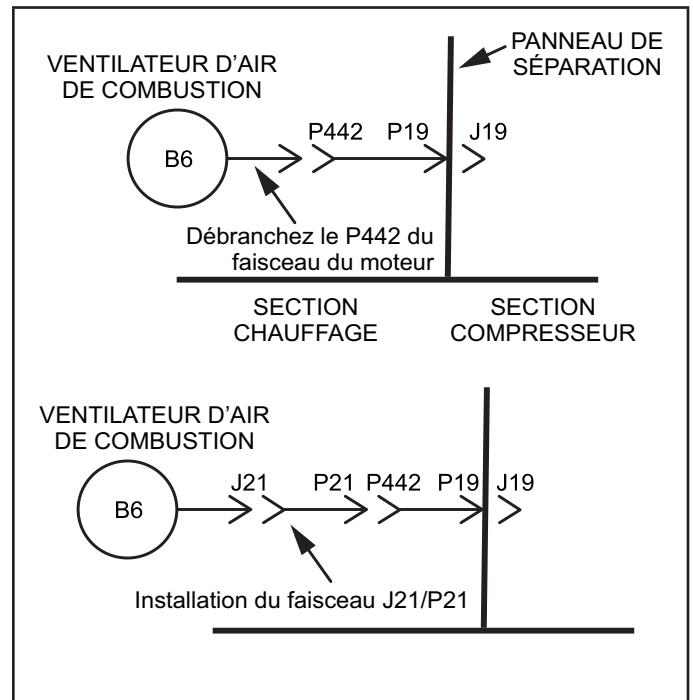 PANNEAU DE
SÉPARATION
VENTILATEUR D'AIR
DE COMBUSTION
P442 P19 J19
B6
Débranchez le P442 du
faisceau du moteur
SECTION
CHAUFFAGE
SECTION
COMPRESSEUR
VENTILATEUR D'AIR
DE COMBUSTION
J21 P21 P442 P19 J19
B6
Installation du faisceau J21/P21